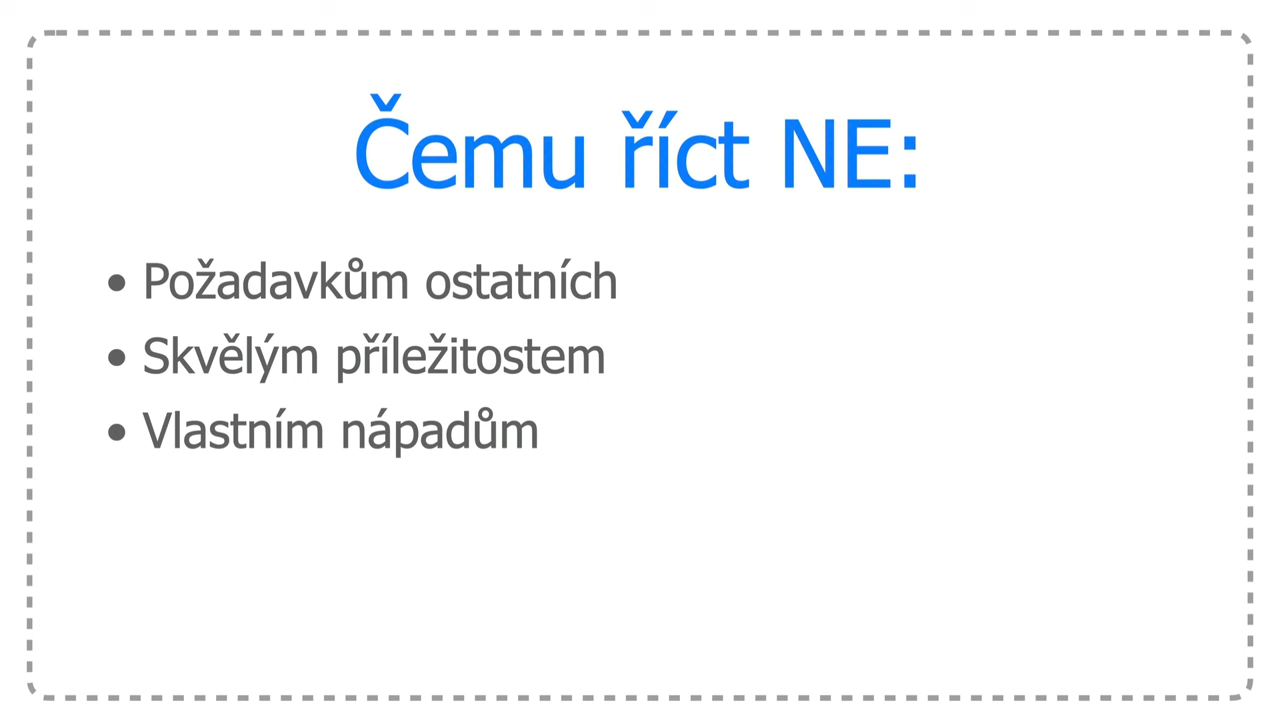 Čemu říct NE:
• Požadavkům ostatních
• Skvělým příležitostem
• Vlastním nápadům